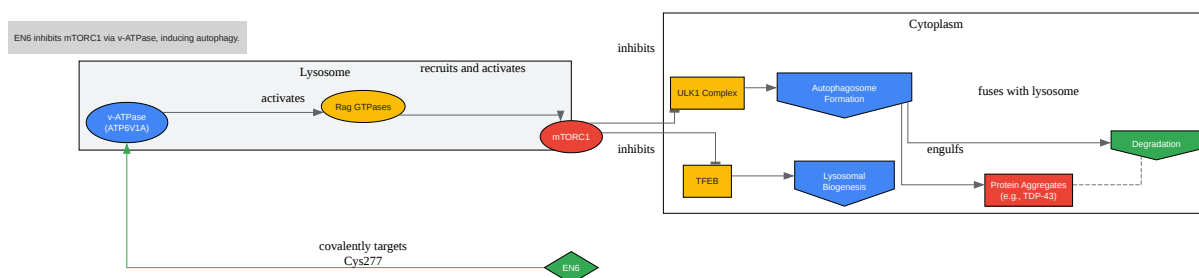 EN6 inhibits mTORC1 via v-ATPase, inducing autophagy.
Lysosome
recruits and activates
activates
v-ATPase
(ATP6V1A)
Rag GTPases
mTORC1
inhibits
inhibits
Cytoplasm
ULK1 Complex
Autophagosome
Formation
fuses with lysosome
engulfs
Degradation
TFEB
Lysosomal
Biogenesis
Protein Aggregates
(e.g., TDP-43)
covalently targets
Cys277
EN6